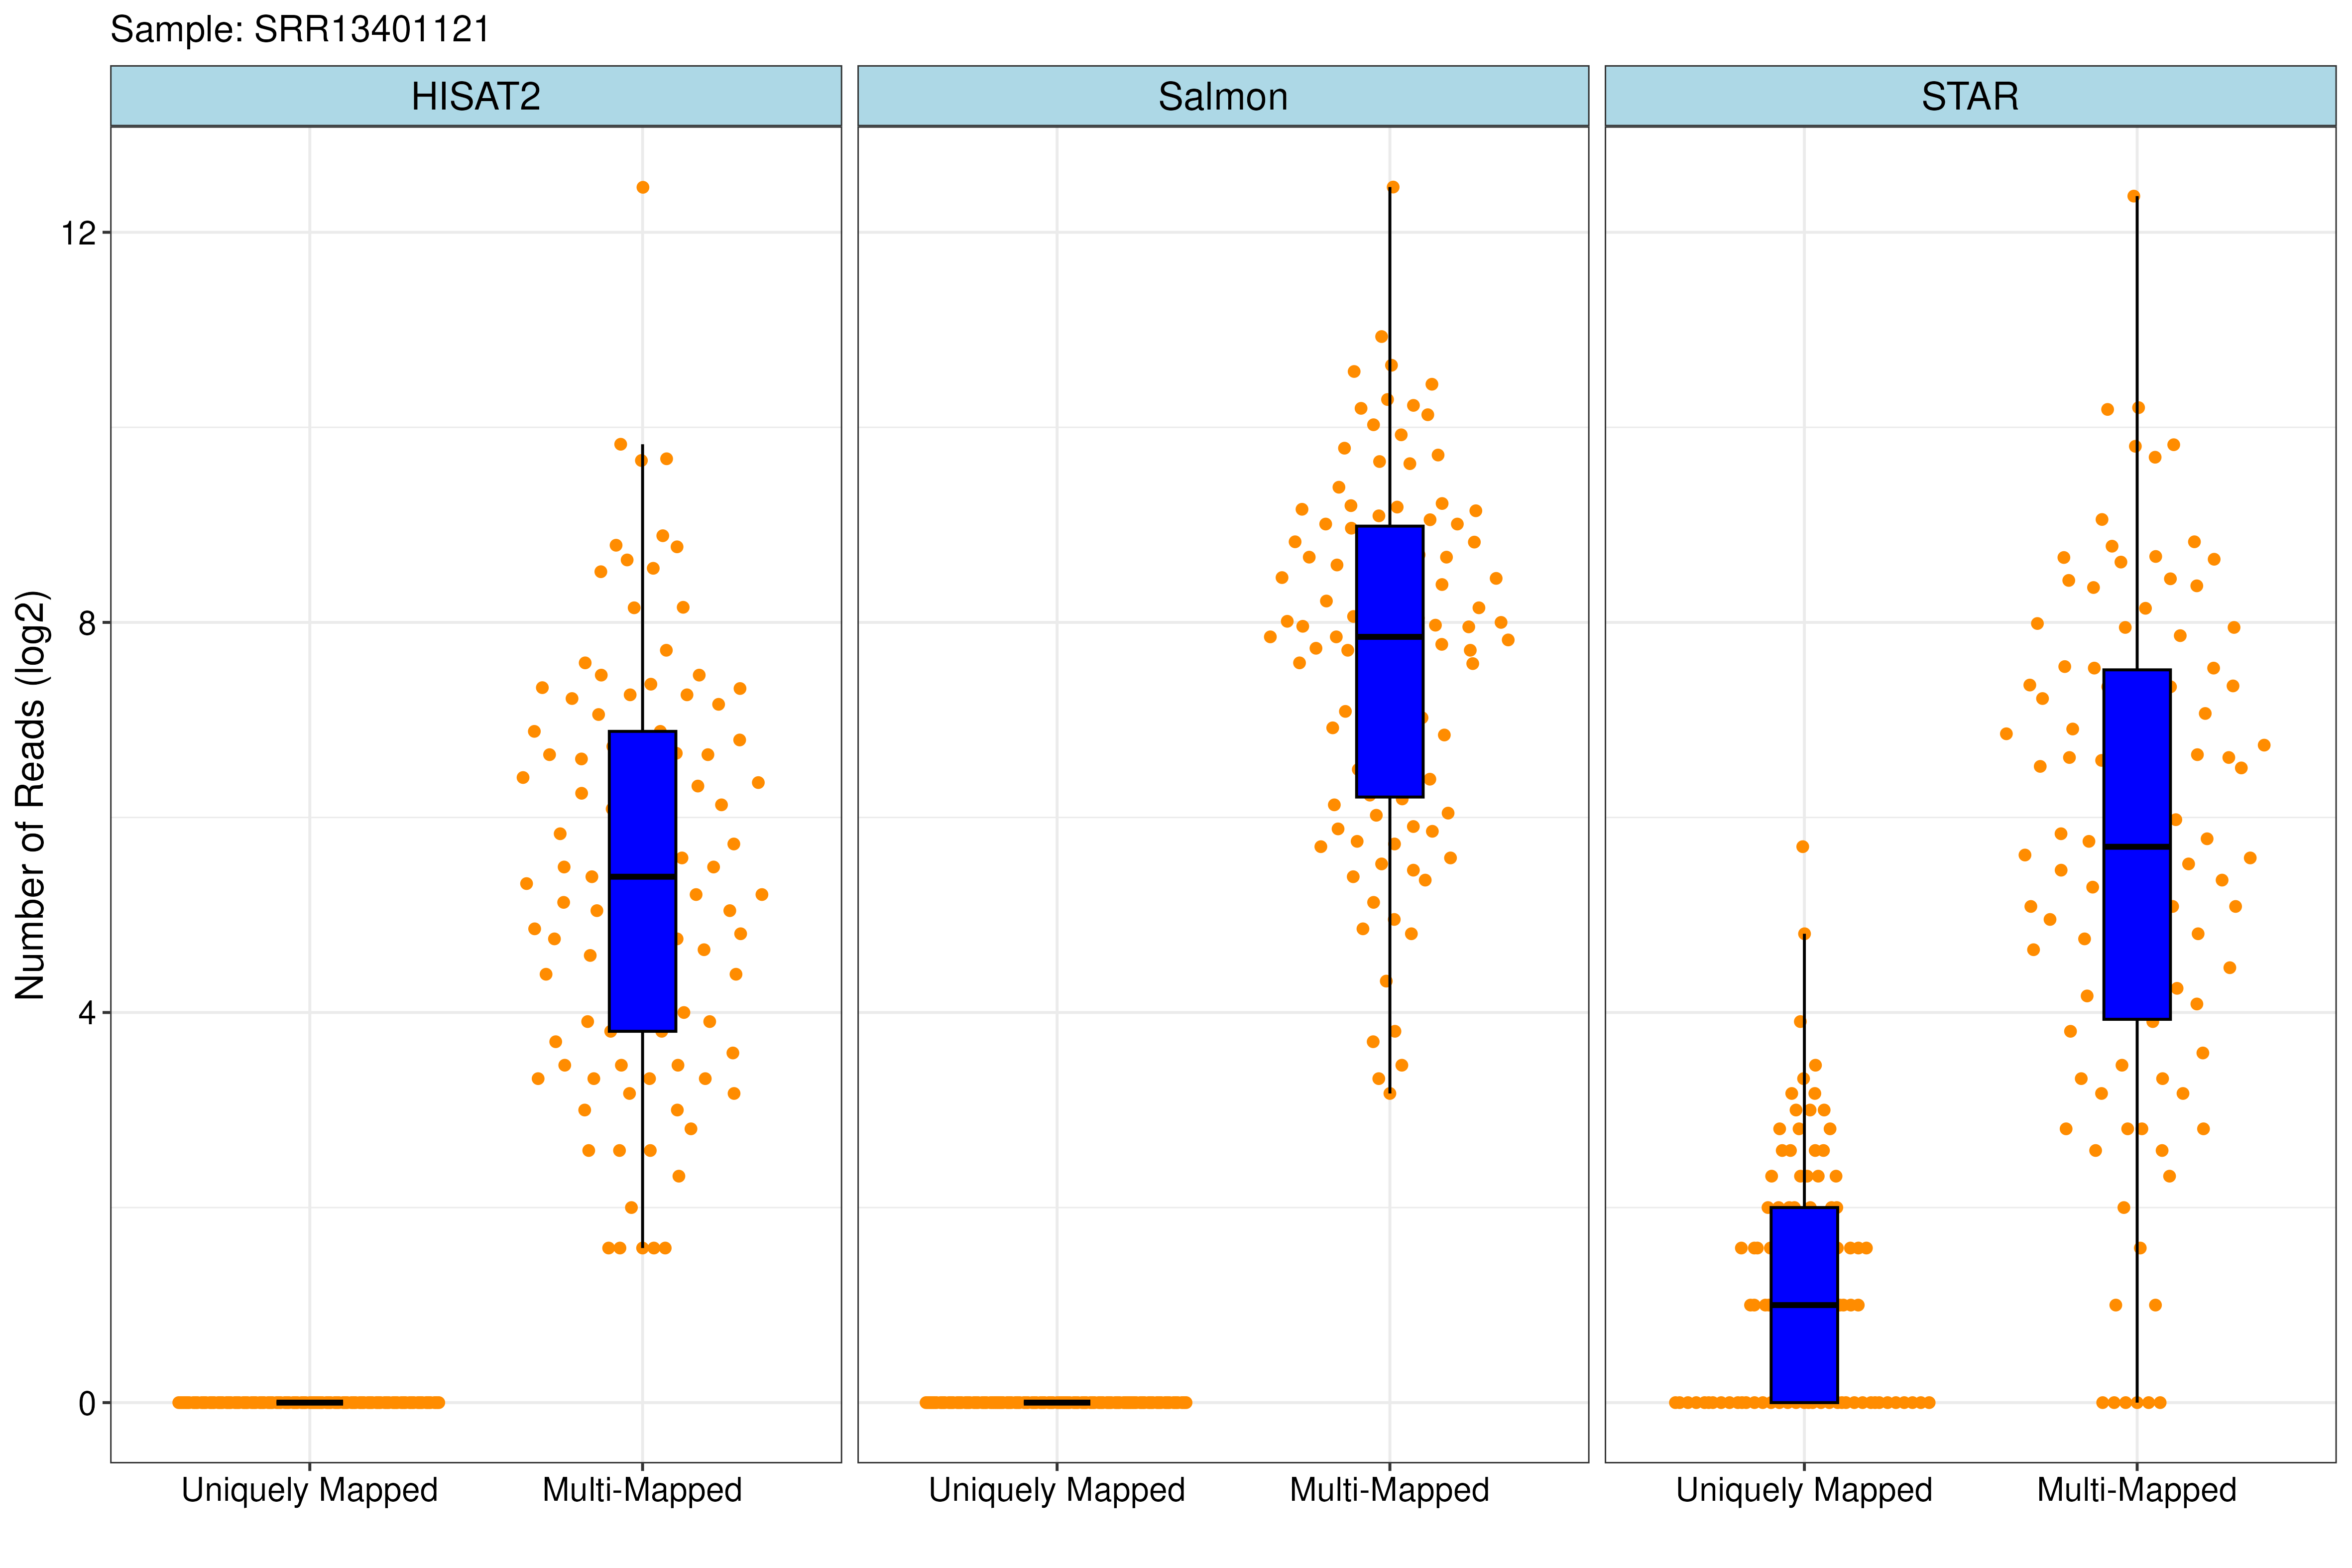 Sample: SRR13401121
HISAT2
Salmon
STAR
Number of Reads (log2)
12
8
4
0
Uniquely Mapped
Multi-Mapped
Uniquely Mapped
Multi-Mapped
Uniquely Mapped
Multi-Mapped